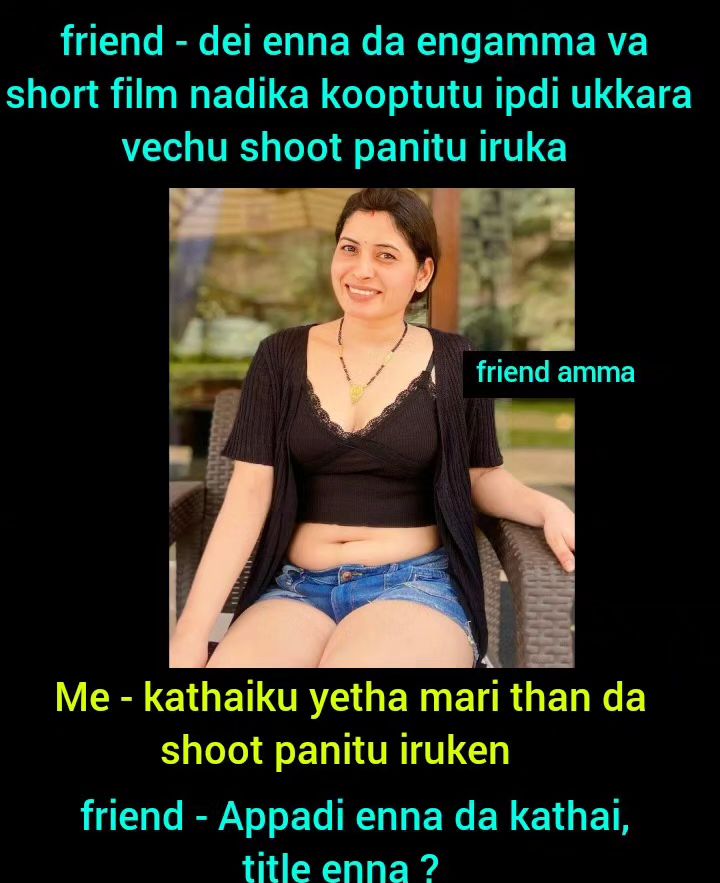 friend - dei enna da engamma va
short film nadika kooptutu ipdi ukkara
vechu shoot panitu iruka
friend amma
Me - kathaiku yetha mari than da
shoot panitu iruken
friend - Appadi enna da kathai,
title enna ?